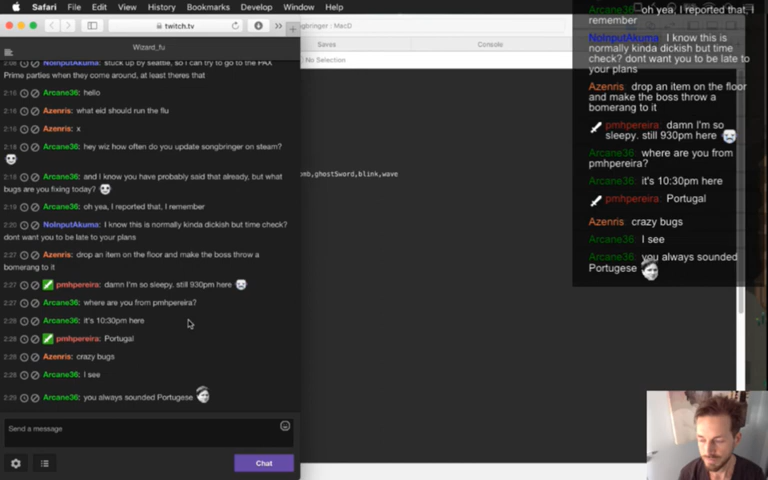 Safari File Edit View History Bookmarks Develop Window Help
twitch.tv
songbringer : MacD
Wizard_fu
Saves
Console
No Selection
2:08 NoInputAkuma: stuck up by seattle, so I can try to go to the PAX
Prime parties when they come around, at least theres that
2:16 Arcane36: hello
2:16 Azenris: what eid should run the flu
2:16 Azenris: x
2:18 Arcane36: hey wiz how often do you update songbringer on steam?
2:18 Arcane36: and I know you have probably said that already, but what
bugs are you fixing today?
2:19 Arcane36: oh yea, I reported that, I remember
2:20 NoInputAkuma: I know this is normally kinda dickish but time check?
dont want you to be late to your plans
2:27 Azenris: drop an item on the floor and make the boss throw a
bomerang to it
2:27 pmhpereira: damn I'm so sleepy. still 930pm here
2:27 Arcane36: where are you from pmhpereira?
2:28 Arcane36: it's 10:30pm here
2:28 pmhpereira: Portugal
2:28 Azenris: crazy bugs
2:28 Arcane36: I see
2:29 Arcane36: you always sounded Portugese
Send a message
Chat
omb,ghostSword,blink,wave
Arcane36: oh yea, I reported that, I
remember
NoInputAkuma: I know this is
normally kinda dickish but time
check? dont want you to be late to
your plans
Azenris: drop an item on the floor
and make the boss throw a
bomerang to it
pmhpereira: damn I'm so
sleepy. still 930pm here
Arcane36: where are you from
pmhpereira?
Arcane36: it's 10:30pm here
pmhpereira: Portugal
Azenris: crazy bugs
Arcane36: I see
Arcane36: you always sounded
Portugese